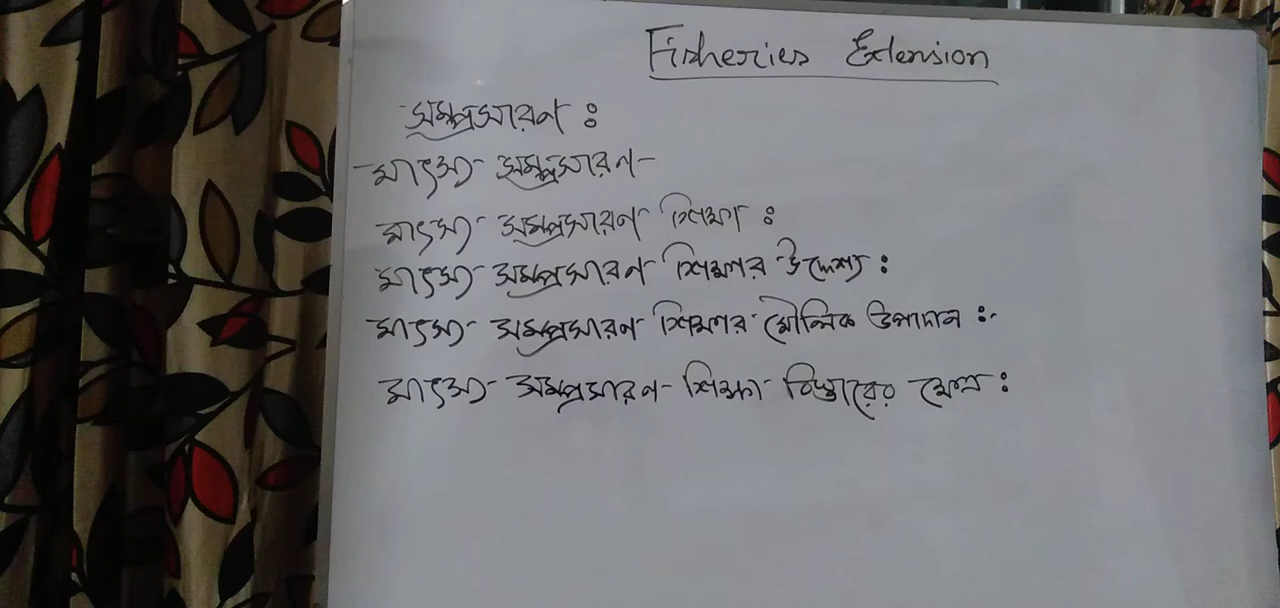 Fisheries Extension
সম্প্রসারণ :
মাৎস্য সম্প্রসারণ-
মাৎস্য সম্প্রসারণ শিক্ষা :
মাৎস্য সম্প্রসারণ শিক্ষার উদ্দেশ্য :
মাৎস্য সম্প্রসারণ শিক্ষার মৌলিক উপাদান :
মাৎস্য সম্প্রসারণ শিক্ষা বিস্তারের ক্ষেত্র :